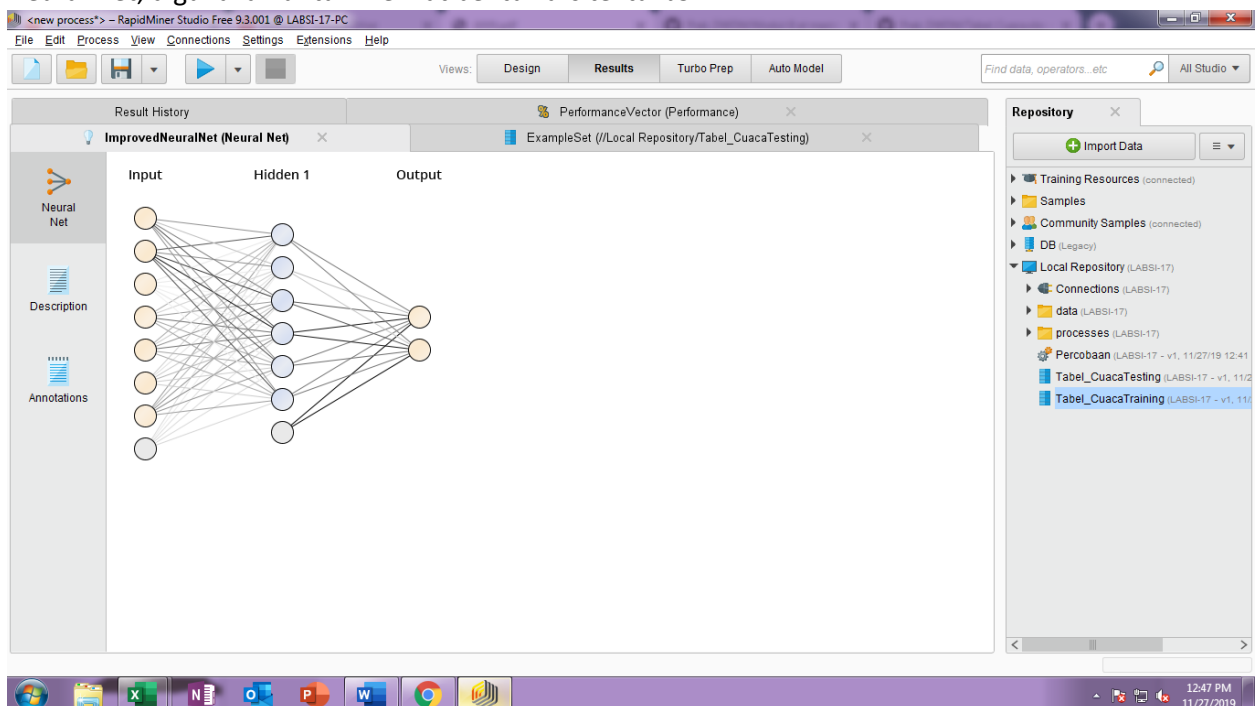 <new process*> – RapidMiner Studio Free 9.3.001 @ LABSI-17-PC
File Edit Process View Connections Settings Extensions Help
Views: Design Results Turbo Prep Auto Model Find data, operators...etc All Studio
Result History PerformanceVector (Performance) Repository
ImprovedNeuralNet (Neural Net) ExampleSet (//Local Repository/Tabel_CuacaTesting)
Import Data
Input Hidden 1 Output
Neural
Net
Description
Annotations
Training Resources (connected)
Samples
Community Samples (connected)
DB (Legacy)
Local Repository (LABSI-17)
Connections (LABSI-17)
data (LABSI-17)
processes (LABSI-17)
Percobaan (LABSI-17 - v1, 11/27/19 12:41
Tabel_CuacaTesting (LABSI-17 - v1, 11/2
Tabel_CuacaTraining (LABSI-17 - v1, 11/
12:47 PM
11/27/2019